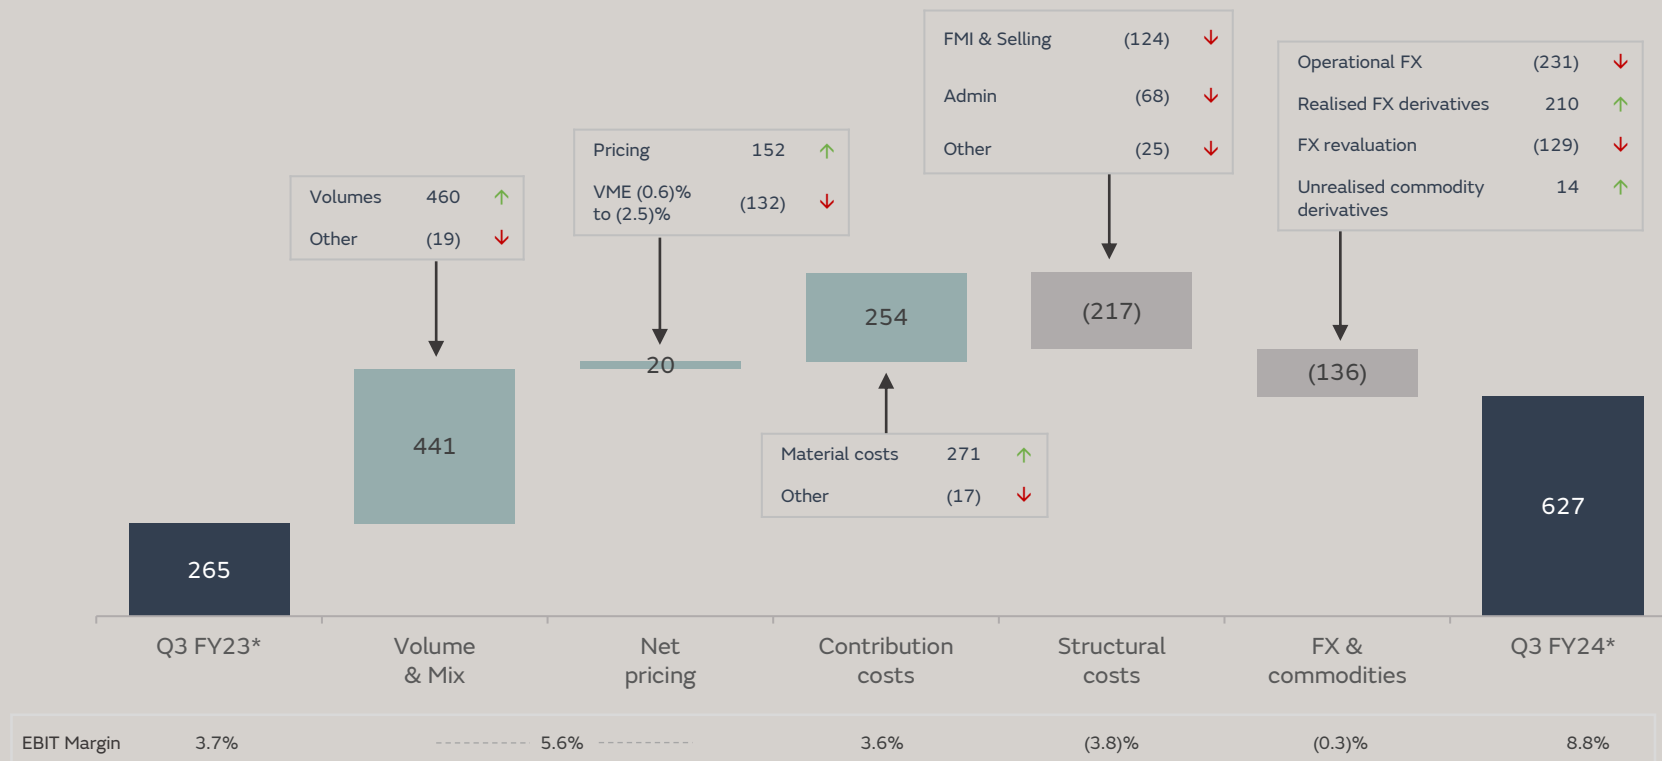 FMI & Selling (124) ↓
Admin (68) ↓
Other (25) ↓
Operational FX (231) ↓
Realised FX derivatives 210 ↑
FX revaluation (129) ↓
Unrealised commodity 14 ↑
derivatives
Pricing 152 ↑
VME (0.6)%
to (2.5)% (132) ↓
Volumes 460 ↑
Other (19) ↓
265
441
20
254
(217)
(136)
627
Material costs 271 ↑
Other (17) ↓
Q3 FY23*
Volume
& Mix
Net
pricing
Contribution
costs
Structural
costs
FX &
commodities
Q3 FY24*
EBIT Margin 3.7% 5.6% 3.6% (3.8)% (0.3)% 8.8%